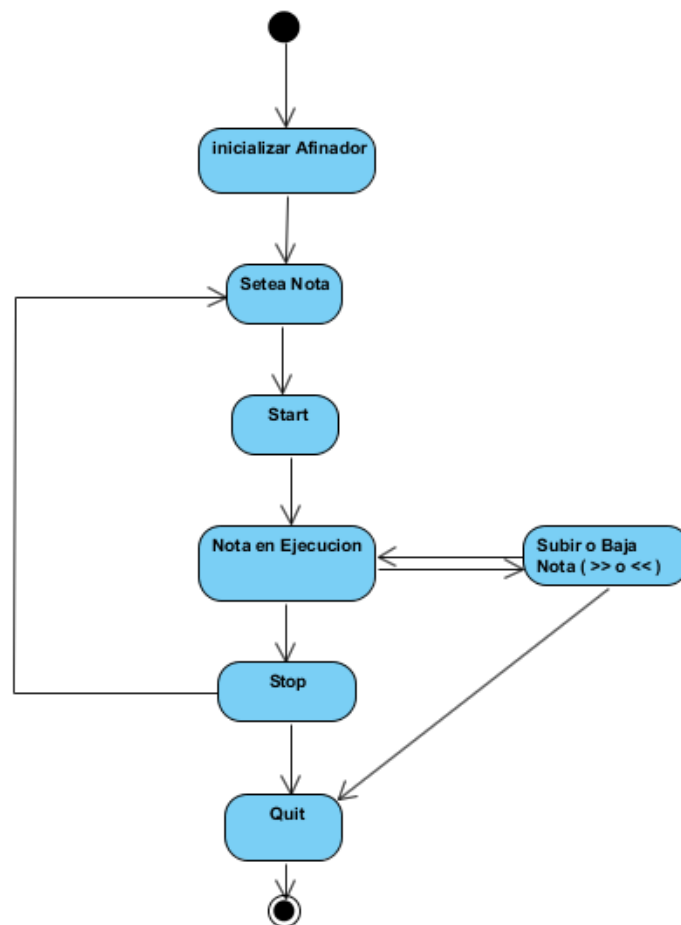 inicializar Afinador
Setea Nota
Start
Nota en Ejecucion
Subir o Baja
Nota ( >> o << )
Stop
Quit